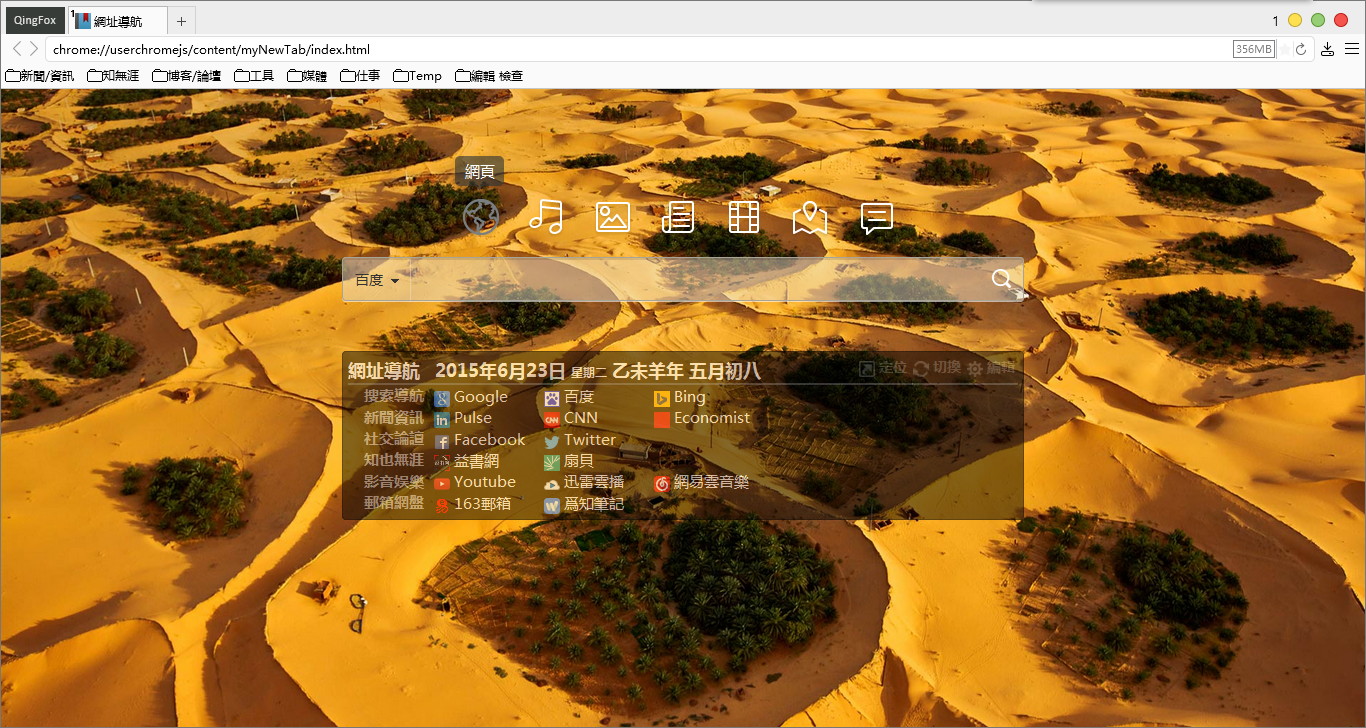 QingFox 1 網址導航 + 1
chrome://userchromejs/content/myNewTab/index.html 356MB
新聞/資訊 知無涯 博客/論壇 工具 媒體 仕事 Temp 編輯 檢查
網頁
百度
網址導航 2015年6月23日 星期二 乙未羊年 五月初八 定位 切換 編輯
搜索導航 Google 百度 Bing
新聞資訊 Pulse CNN Economist
社交論誼 Facebook Twitter
知也無涯 益書網 扇貝
影音娛樂 Youtube 迅雷雲播 網易雲音樂
郵箱網盤 163郵箱 爲知筆記